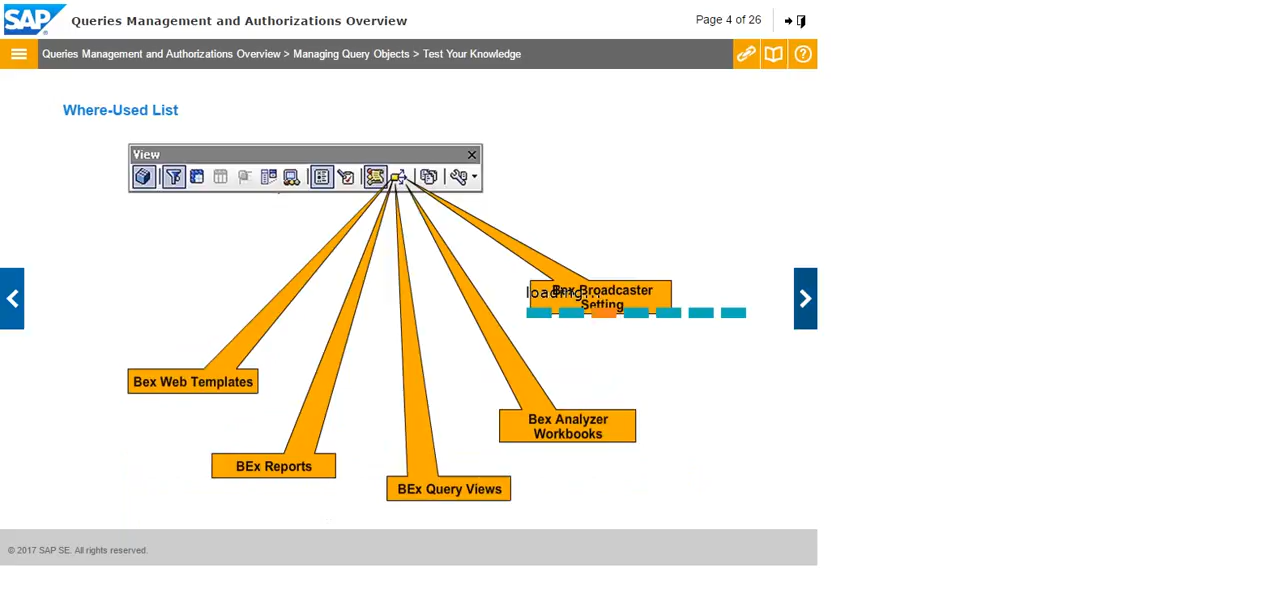 SAP Queries Management and Authorizations Overview Page 4 of 26
Queries Management and Authorizations Overview > Managing Query Objects > Test Your Knowledge
Where-Used List
View
Bex Broadcaster
Setting
loading...
Bex Web Templates
Bex Analyzer
Workbooks
BEx Reports
BEx Query Views
© 2017 SAP SE. All rights reserved.